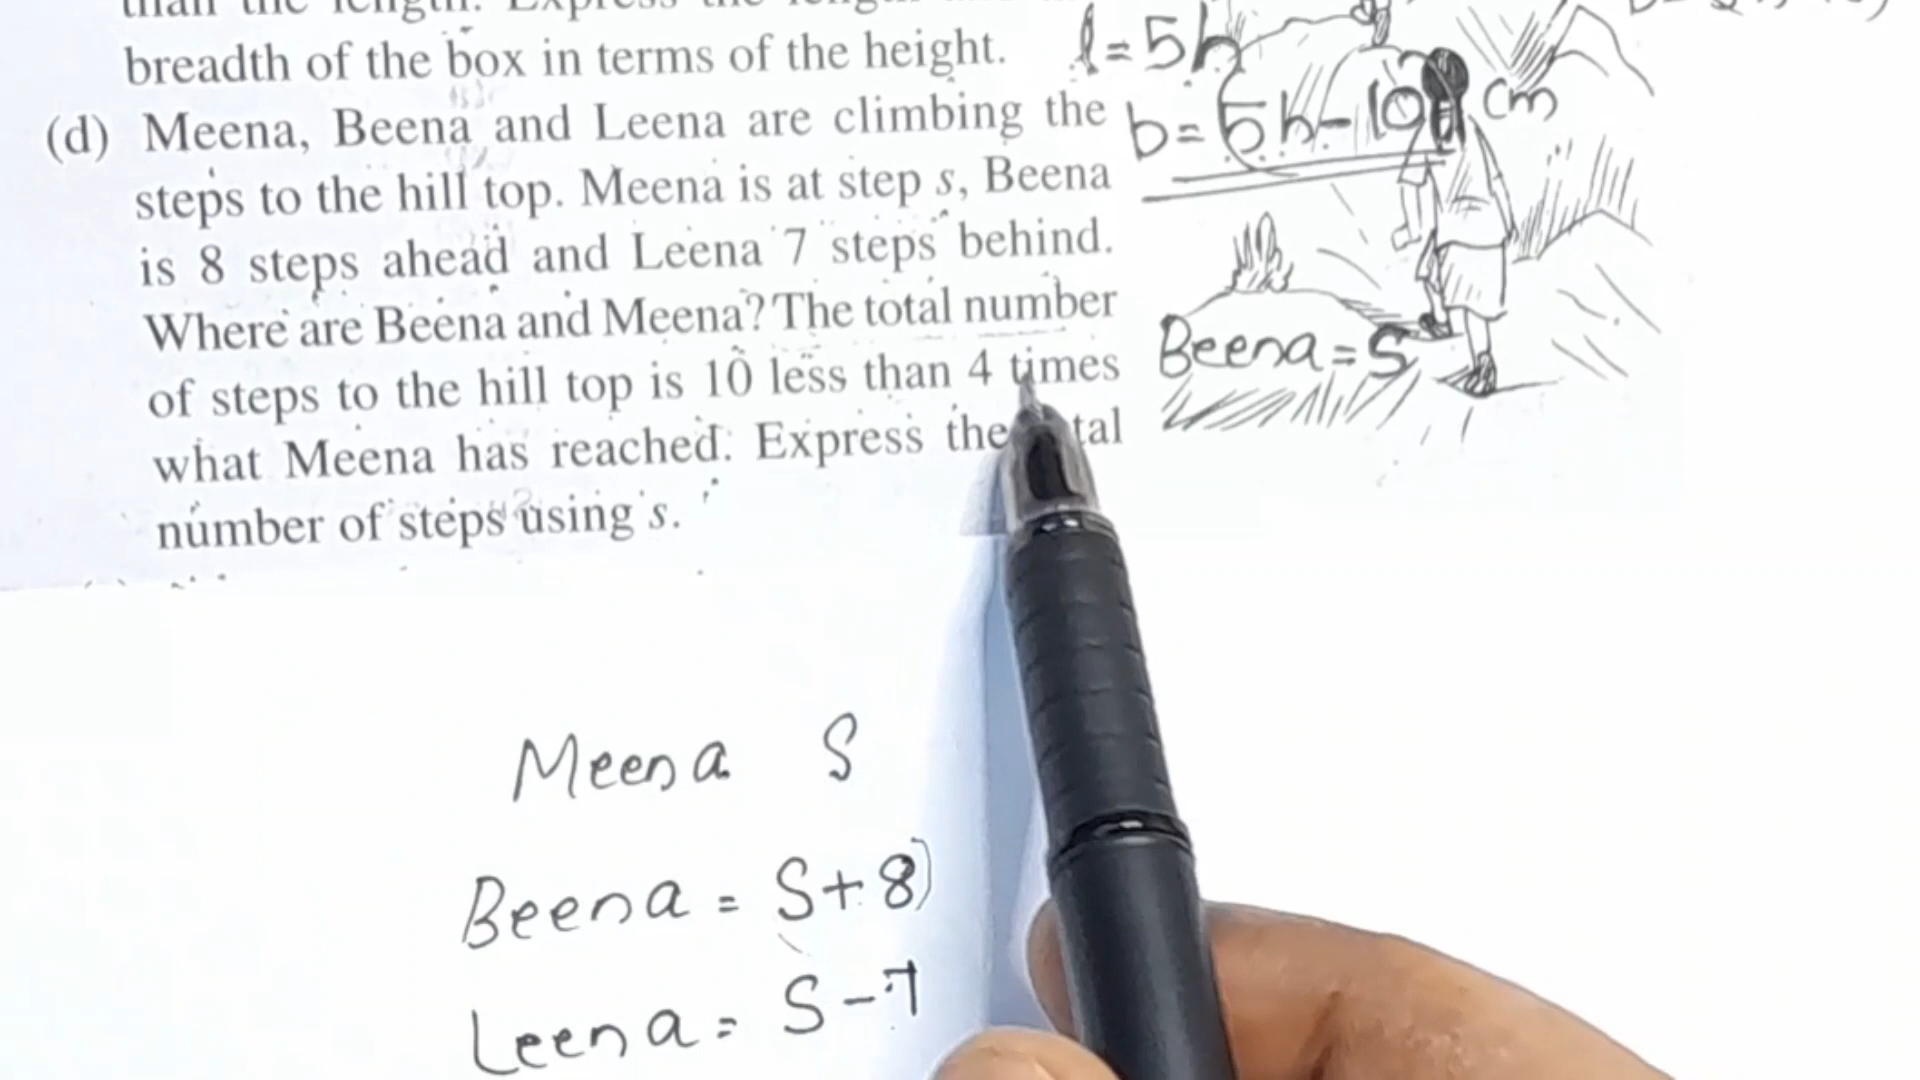 breadth of the box in terms of the height.
l=5h
b=5h-10 cm
(d) Meena, Beena and Leena are climbing the
steps to the hill top. Meena is at step s, Beena
is 8 steps ahead and Leena 7 steps behind.
Where are Beena and Meena? The total number
of steps to the hill top is 10 less than 4 times
what Meena has reached. Express the
number of steps using s.
Beena = S
Meena S
Beena = S+8
Leena = S-7